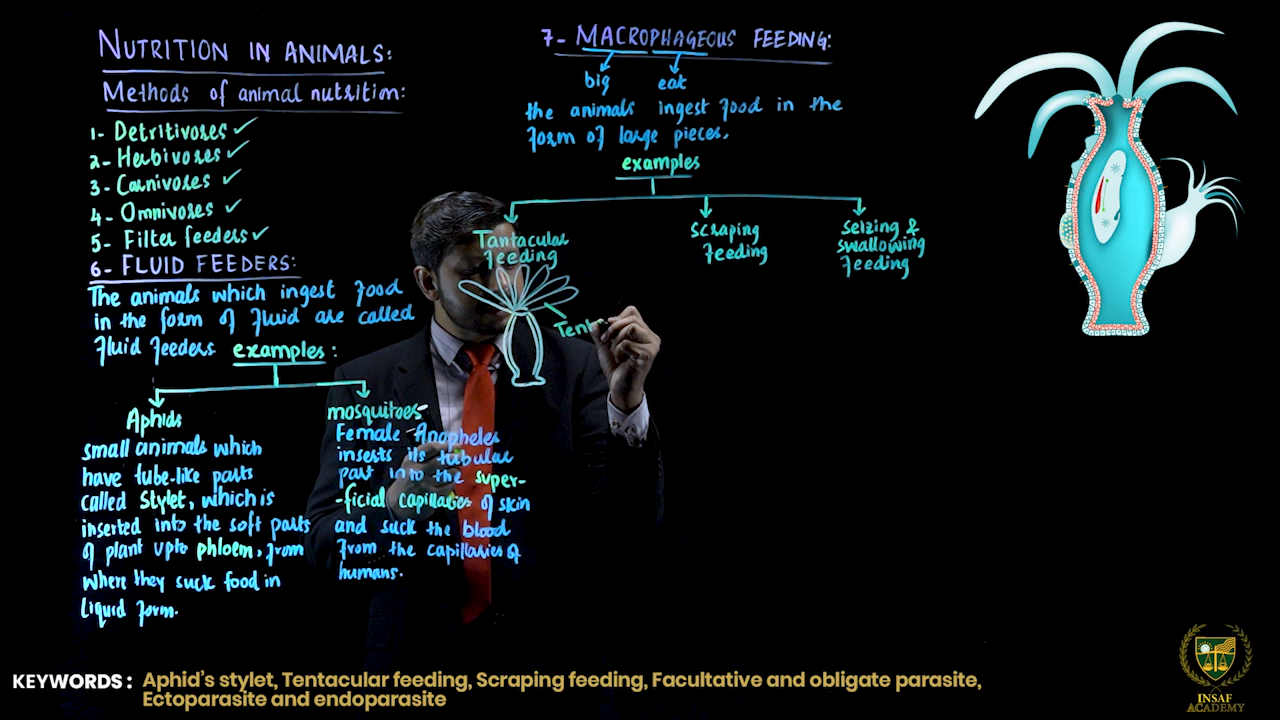 NUTRITION IN ANIMALS:
Methods of animal nutrition:
1- Detritivores ✓
2- Herbivores ✓
3- Carnivores ✓
4- Omnivores ✓
5- Filter feeders ✓
6- FLUID FEEDERS:
The animals which ingest food
in the form of fluid are called
fluid feeders examples:
Aphids
small animals which
have tube-like parts
called stylet, which is
inserted into the soft parts
of plant upto phloem, from
where they suck food in
liquid form.
mosquitoes-
Female Anopheles
inserts its tubular
part into the super-
-ficial capillaries of skin
and suck the blood
from the capillaries of
humans.
7- MACROPHAGEOUS FEEDING:
big eat
the animals ingest food in the
form of large pieces.
examples
Tantacular
feeding
Scraping
feeding
Seizing &
swallowing
feeding
Tent
KEYWORDS: Aphid's stylet, Tentacular feeding, Scraping feeding, Facultative and obligate parasite,
Ectoparasite and endoparasite
INSAF
ACADEMY